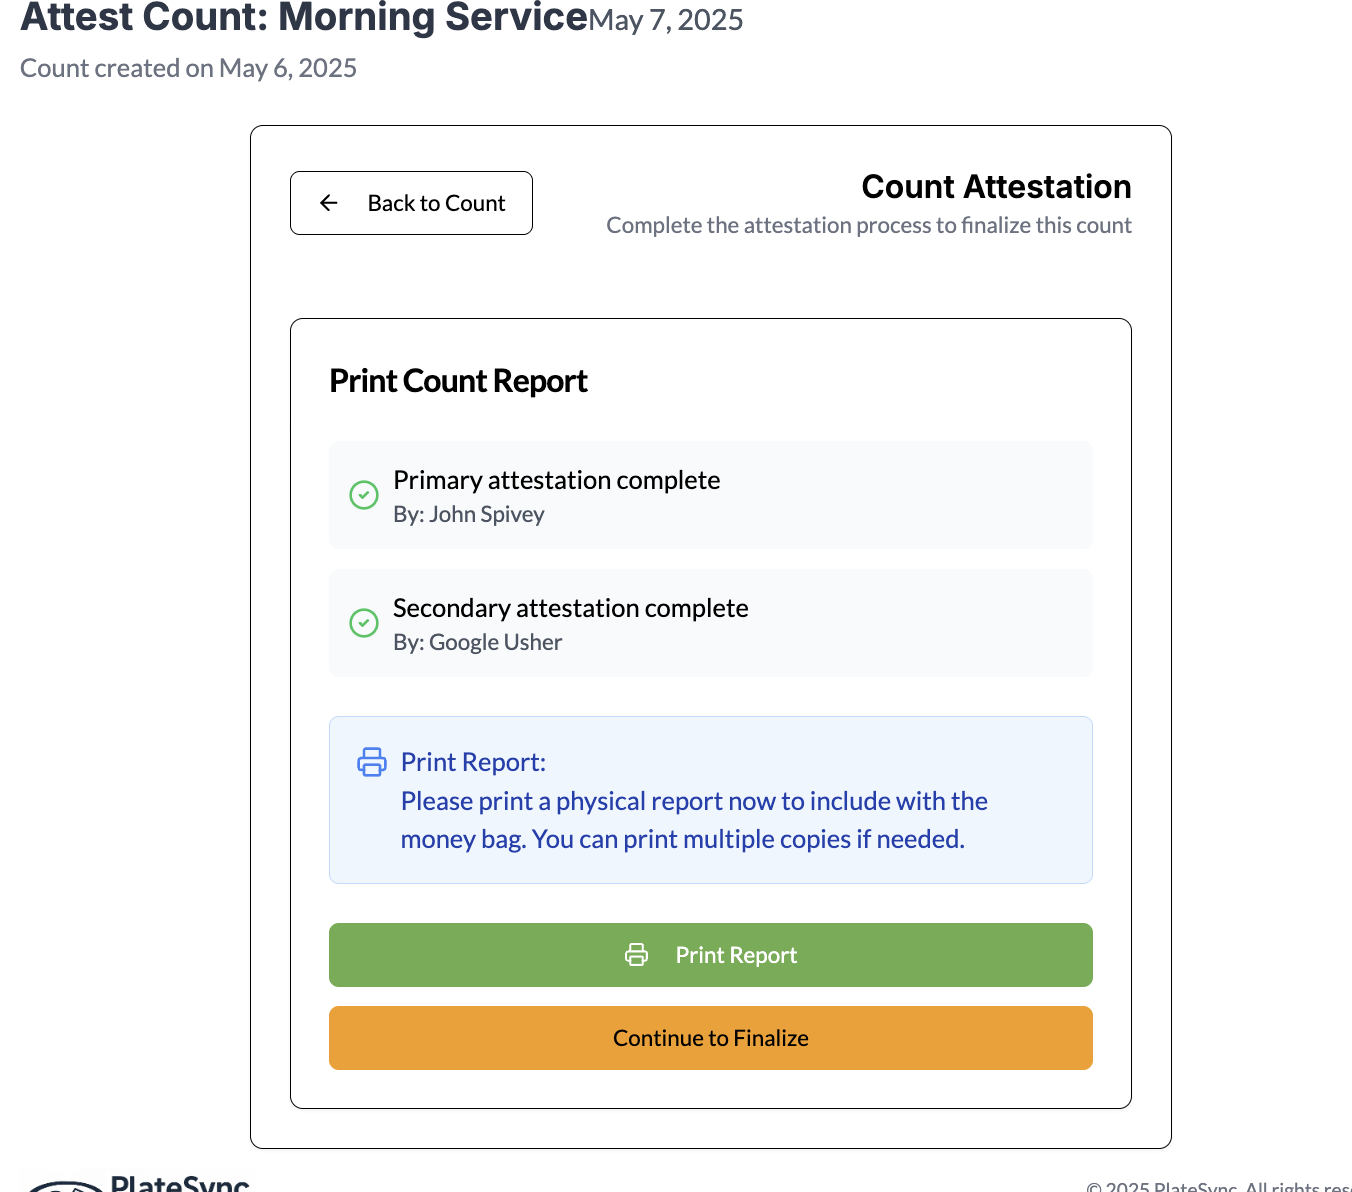 Attest Count: Morning Service May 7, 2025
Count created on May 6, 2025
Back to Count
Count Attestation
Complete the attestation process to finalize this count
Print Count Report
Primary attestation complete
By: John Spivey
Secondary attestation complete
By: Google Usher
Print Report:
Please print a physical report now to include with the
money bag. You can print multiple copies if needed.
Print Report
Continue to Finalize
PlateSync
© 2025 PlateSync. All rights